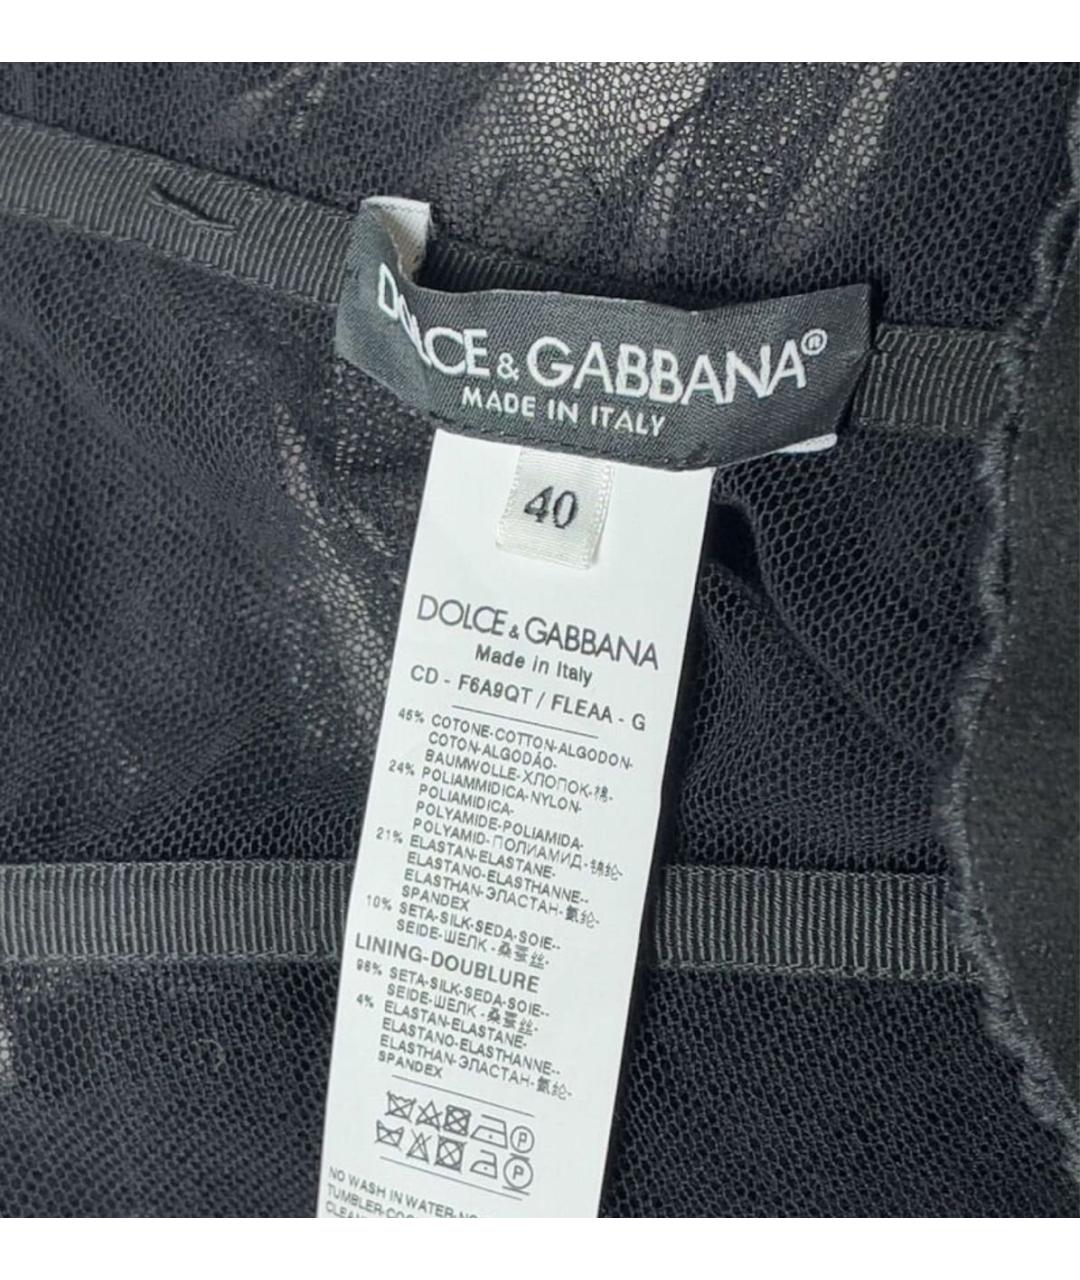 DOLCE & GABBANA®
MADE IN ITALY
40
DOLCE & GABBANA
Made in Italy
CD - F6A9QT / FLEAA - G
45% COTONE-COTTON-ALGODON-
COTON-ALGODÃO-
BAUMWOLLE-ХЛОПОК-棉-
24% POLIAMMIDICA-NYLON-
POLIAMIDICA-
POLYAMIDE-POLIAMIDA-
POLYAMID-ПОЛИАМИД-锦纶-
21% ELASTAN-ELASTANE-
ELASTANO-ELASTHANNE--
ELASTHAN-ЭЛАСТАН-氨纶-
SPANDEX
10% SETA-SILK-SEDA-SOIE--
SEIDE-ШЕЛК-桑蚕丝-
LINING-DOUBLURE
96% SETA-SILK-SEDA-SOIE--
SEIDE-ШЕЛК-桑蚕丝-
4% ELASTAN-ELASTANE-
ELASTANO-ELASTHANNE--
ELASTHAN-ЭЛАСТАН-氨纶-
SPANDEX
P
P
NO WASH IN WATER-
TUMBLER-